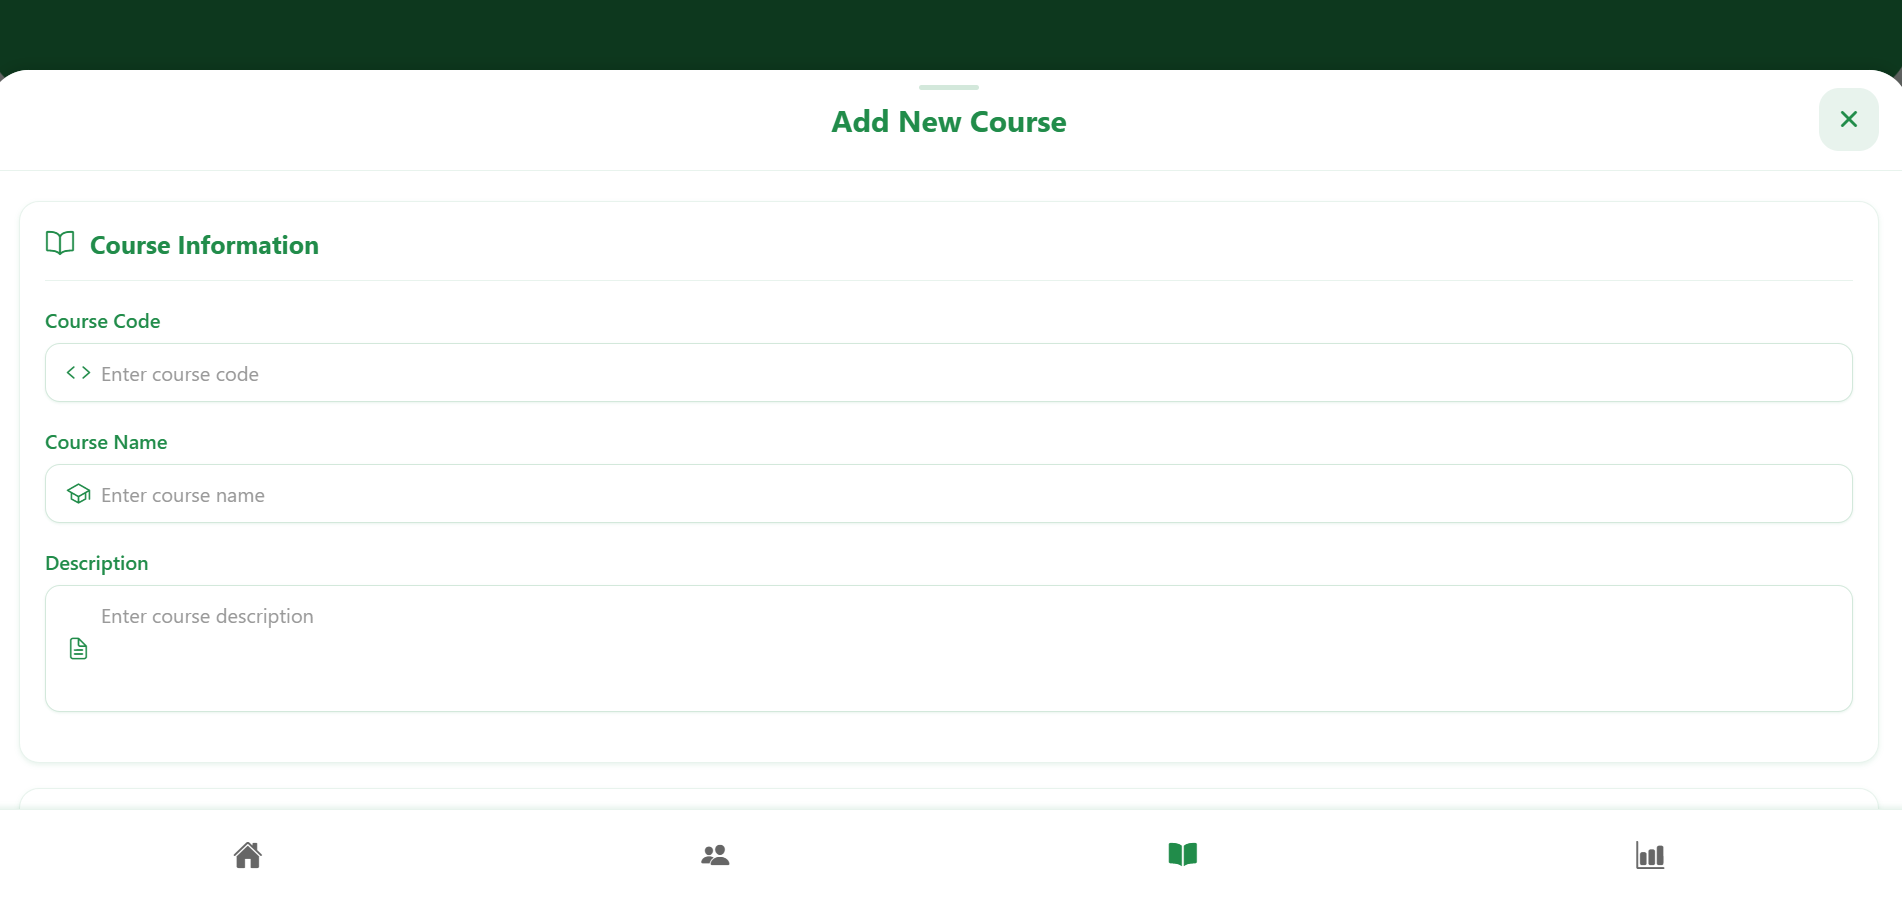 Add New Course
Course Information
Course Code
Enter course code
Course Name
Enter course name
Description
Enter course description